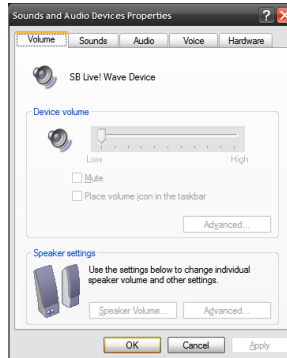 Sounds and Audio Devices Properties
Volume Sounds Audio Voice Hardware
SB Live! Wave Device
Device volume
Low High
Mute
Place volume icon in the taskbar
Advanced...
Speaker settings
Use the settings below to change individual
speaker volume and other settings.
Speaker Volume... Advanced...
OK Cancel Apply